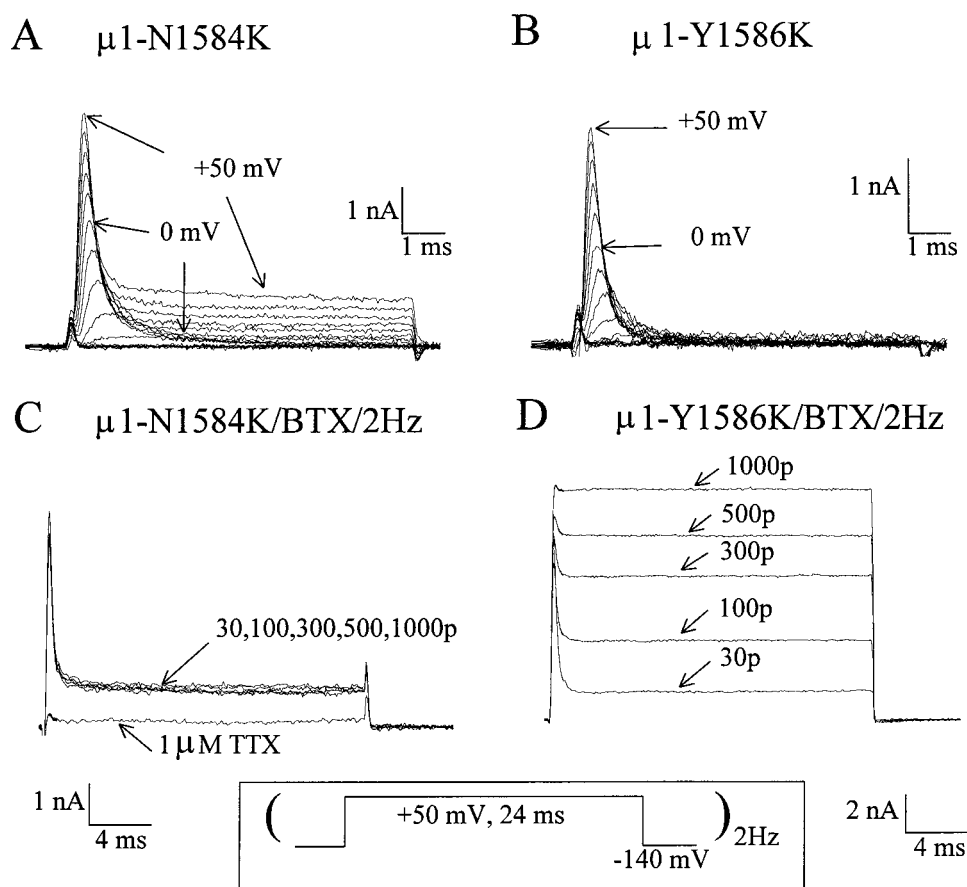 A μ1-N1584K
B μ 1-Y1586K
+50 mV
0 mV
1 nA
1 ms
+50 mV
0 mV
1 nA
1 ms
C μ1-N1584K/BTX/2Hz
D μ1-Y1586K/BTX/2Hz
30,100,300,500,1000p
1 μM TTX
1000p
500p
300p
100p
30p
1 nA
4 ms
( +50 mV, 24 ms ) 2Hz
-140 mV
2 nA
4 ms